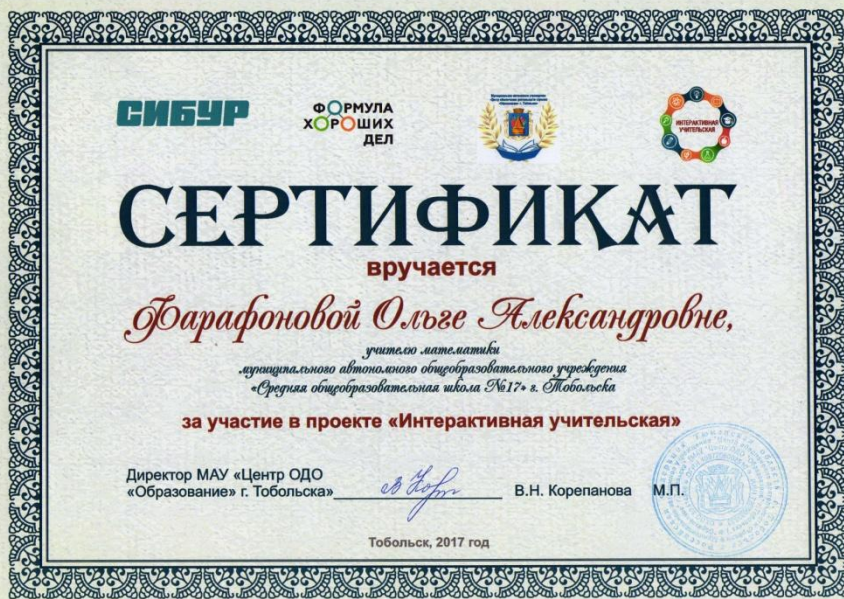 СИБУР
ФОРМУЛА
ХОРОШИХ
ДЕЛ
ИНТЕРАКТИВНАЯ
УЧИТЕЛЬСКАЯ
СЕРТИФИКАТ
вручается
Фарафоновой Ольге Александровне,
учителю математики
муниципального автономного общеобразовательного учреждения
«Средняя общеобразовательная школа №17» г. Тобольска
за участие в проекте «Интерактивная учительская»
Директор МАУ «Центр ОДО
«Образование» г. Тобольска» В.Н. Корепанова М.П.
Тобольск, 2017 год